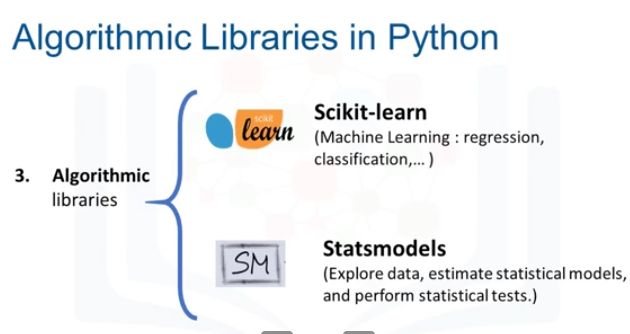 Algorithmic Libraries in Python
3. Algorithmic
libraries
scikit
learn
Scikit-learn
(Machine Learning : regression,
classification,... )
SM
Statsmodels
(Explore data, estimate statistical models,
and perform statistical tests.)